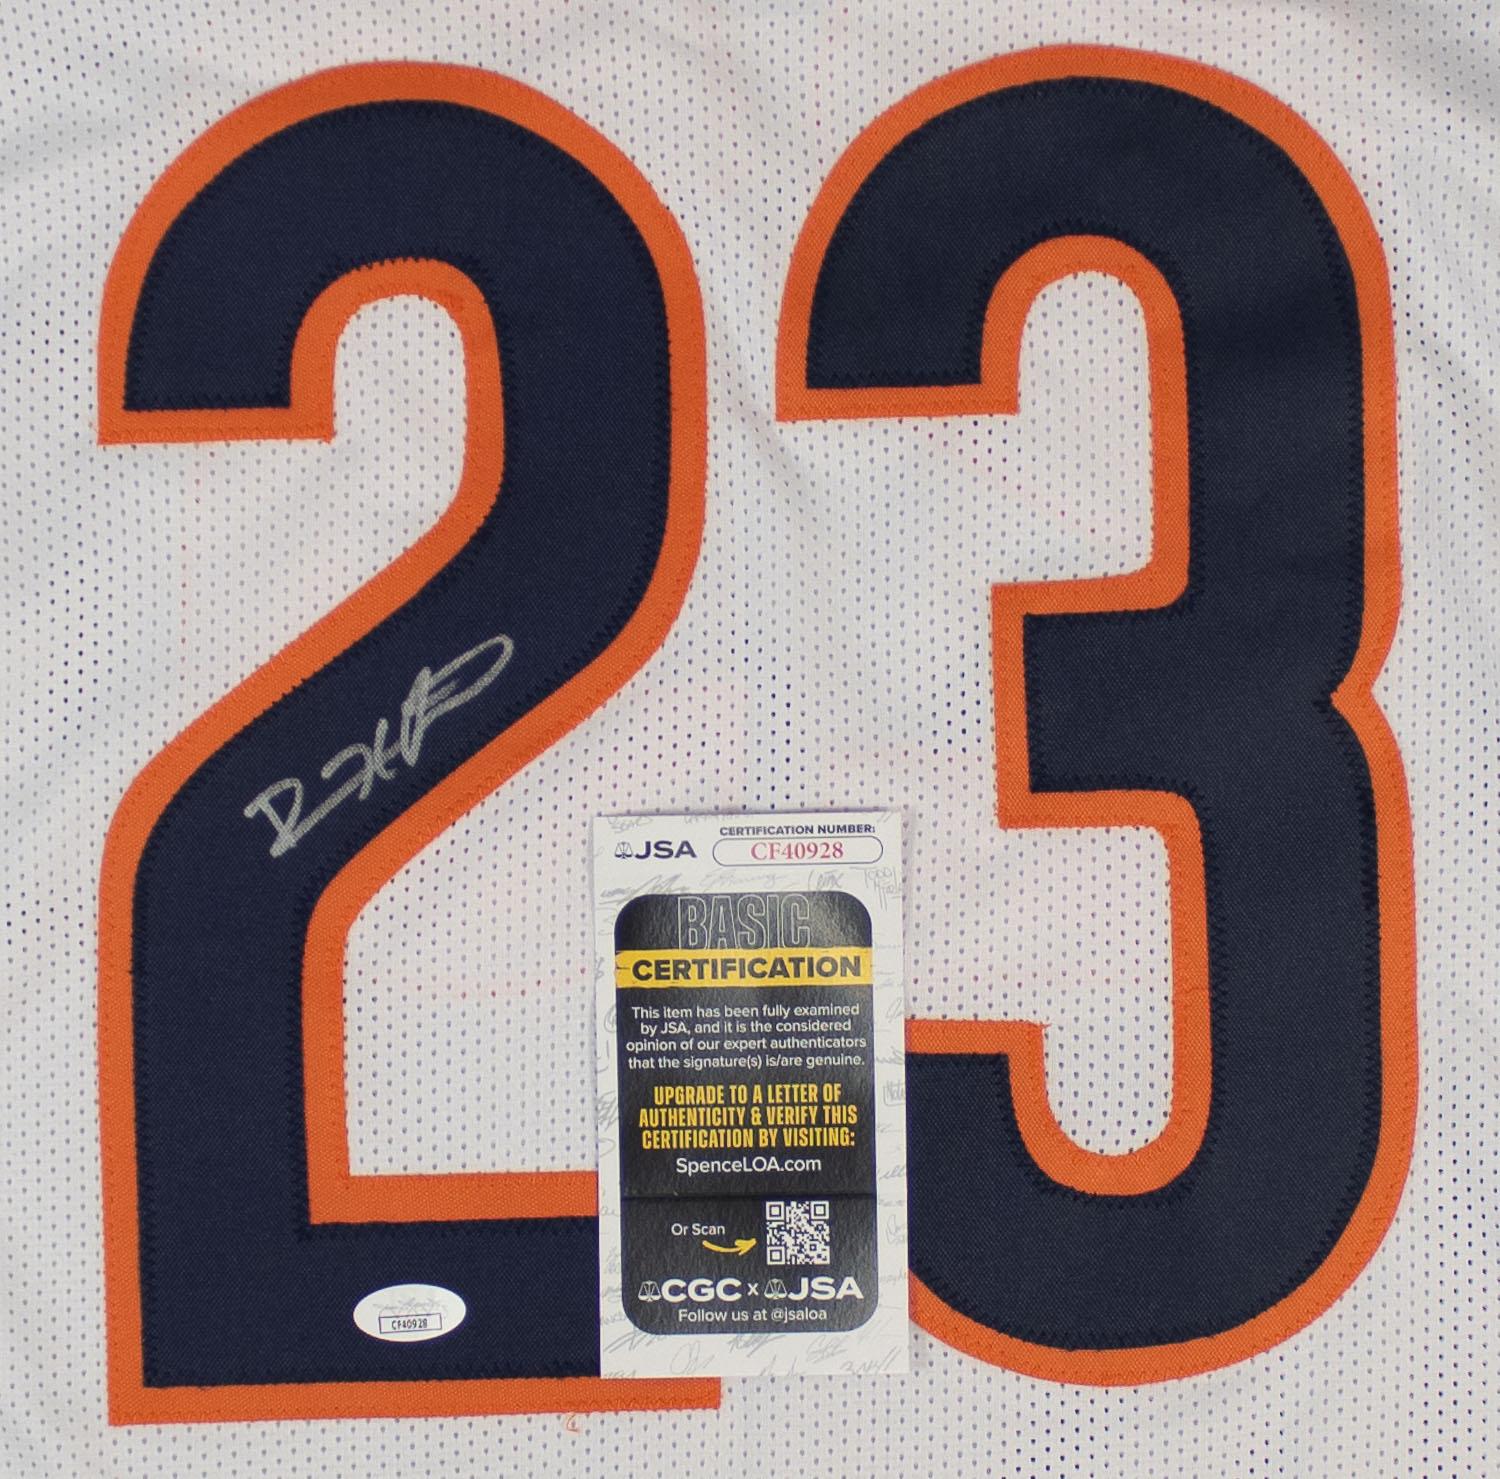 23
CERTIFICATION NUMBER:
JSA
CF40928
BASIC
CERTIFICATION
This item has been fully examined
by JSA, and it is the considered
opinion of our expert authenticators
that the signature(s) is/are genuine.
UPGRADE TO A LETTER OF
AUTHENTICITY & VERIFY THIS
CERTIFICATION BY VISITING:
SpenceLOA.com
Or Scan
CGC x JSA
Follow us at @jsaloa
CF40928